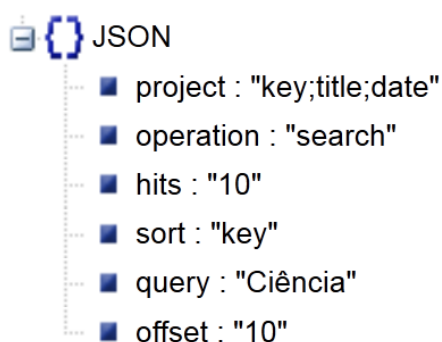 {} JSON
project : "key;title;date"
operation : "search"
hits : "10"
sort : "key"
query : "Ciência"
offset : "10"